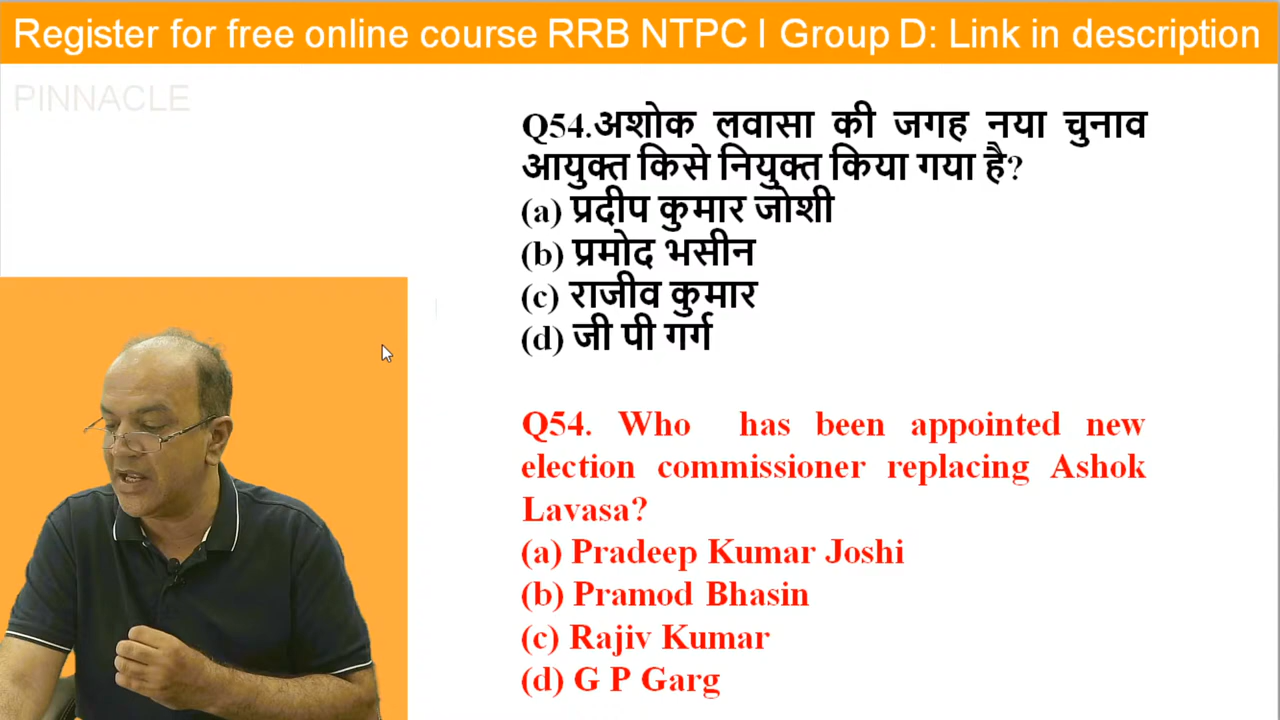 Register for free online course RRB NTPC I Group D: Link in description
PINNACLE
Q54.अशोक लवासा की जगह नया चुनाव
आयुक्त किसे नियुक्त किया गया है?
(a) प्रदीप कुमार जोशी
(b) प्रमोद भसीन
(c) राजीव कुमार
(d) जी पी गर्ग
Q54. Who has been appointed new
election commissioner replacing Ashok
Lavasa?
(a) Pradeep Kumar Joshi
(b) Pramod Bhasin
(c) Rajiv Kumar
(d) G P Garg